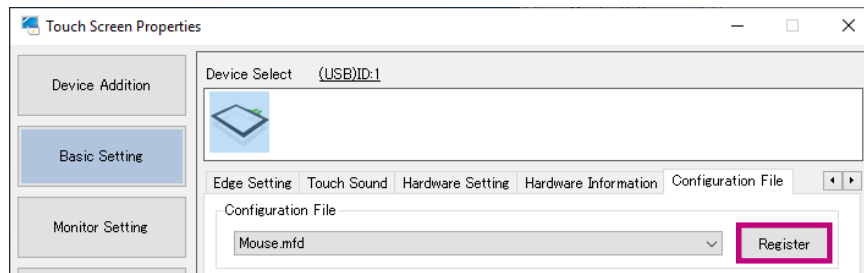 Touch Screen Properties
Device Addition
Basic Setting
Monitor Setting
Device Select (USB)ID:1
Edge Setting Touch Sound Hardware Setting Hardware Information Configuration File
Configuration File
Mouse.mfd Register